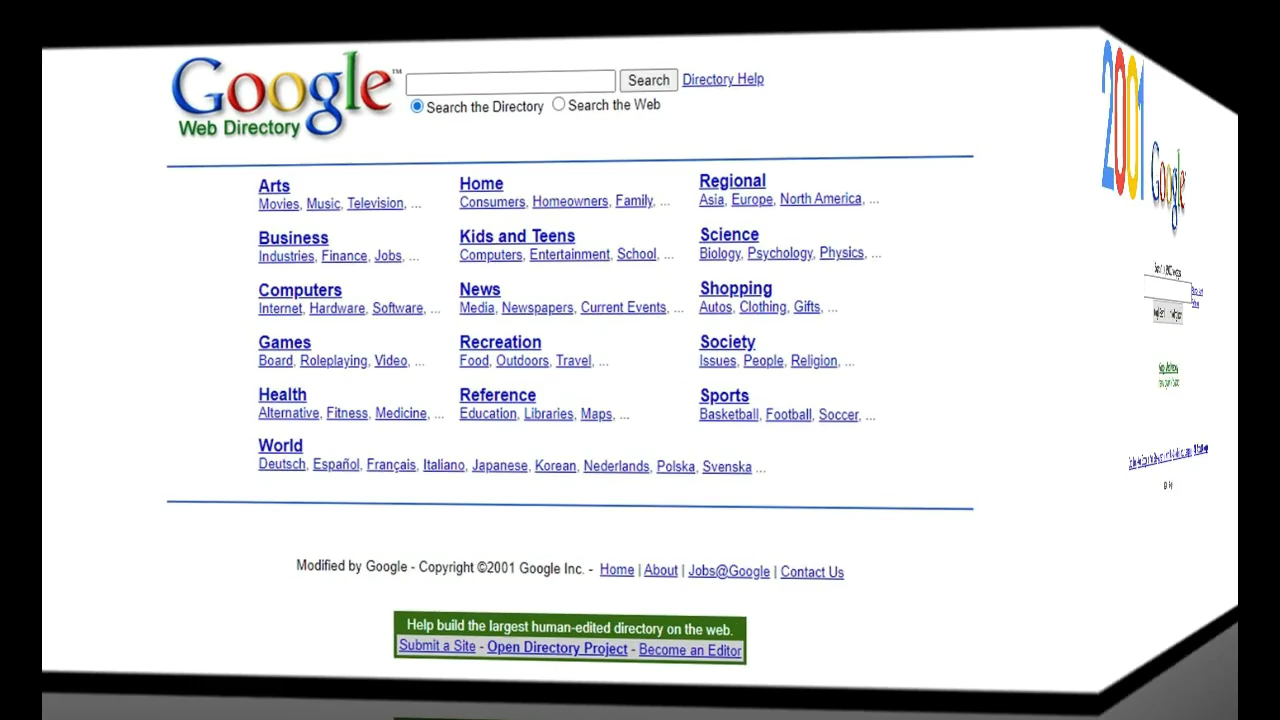 Google™
Web Directory
Search Directory Help
Search the Directory Search the Web
Arts
Movies, Music, Television, ...
Home
Consumers, Homeowners, Family, ...
Regional
Asia, Europe, North America, ...
Business
Industries, Finance, Jobs, ...
Kids and Teens
Computers, Entertainment, School, ...
Science
Biology, Psychology, Physics, ...
Computers
Internet, Hardware, Software, ...
News
Media, Newspapers, Current Events, ...
Shopping
Autos, Clothing, Gifts, ...
Games
Board, Roleplaying, Video, ...
Recreation
Food, Outdoors, Travel, ...
Society
Issues, People, Religion, ...
Health
Alternative, Fitness, Medicine, ...
Reference
Education, Libraries, Maps, ...
Sports
Basketball, Football, Soccer, ...
World
Deutsch, Español, Français, Italiano, Japanese, Korean, Nederlands, Polska, Svenska ...
Modified by Google - Copyright ©2001 Google Inc. - Home | About | Jobs@Google | Contact Us
Help build the largest human-edited directory on the web.
Submit a Site - Open Directory Project - Become an Editor
2001
Google